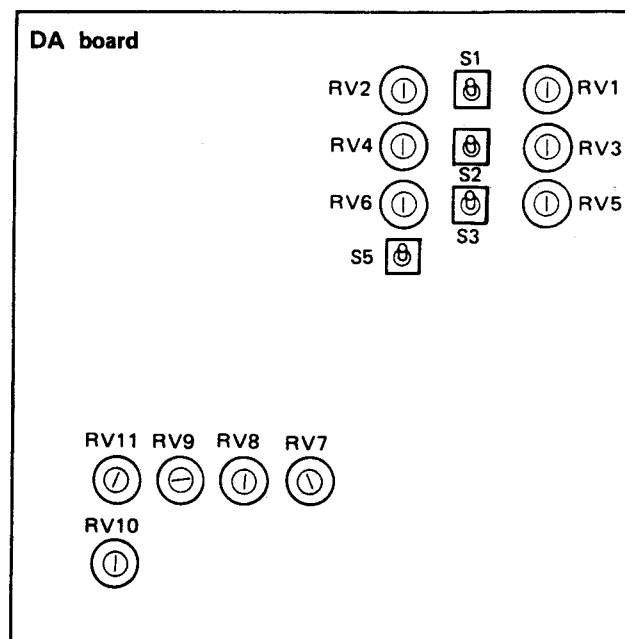 DA board
S1
RV2
RV1
RV4
RV3
S2
RV6
RV5
S3
S5
RV11 RV9 RV8 RV7
RV10